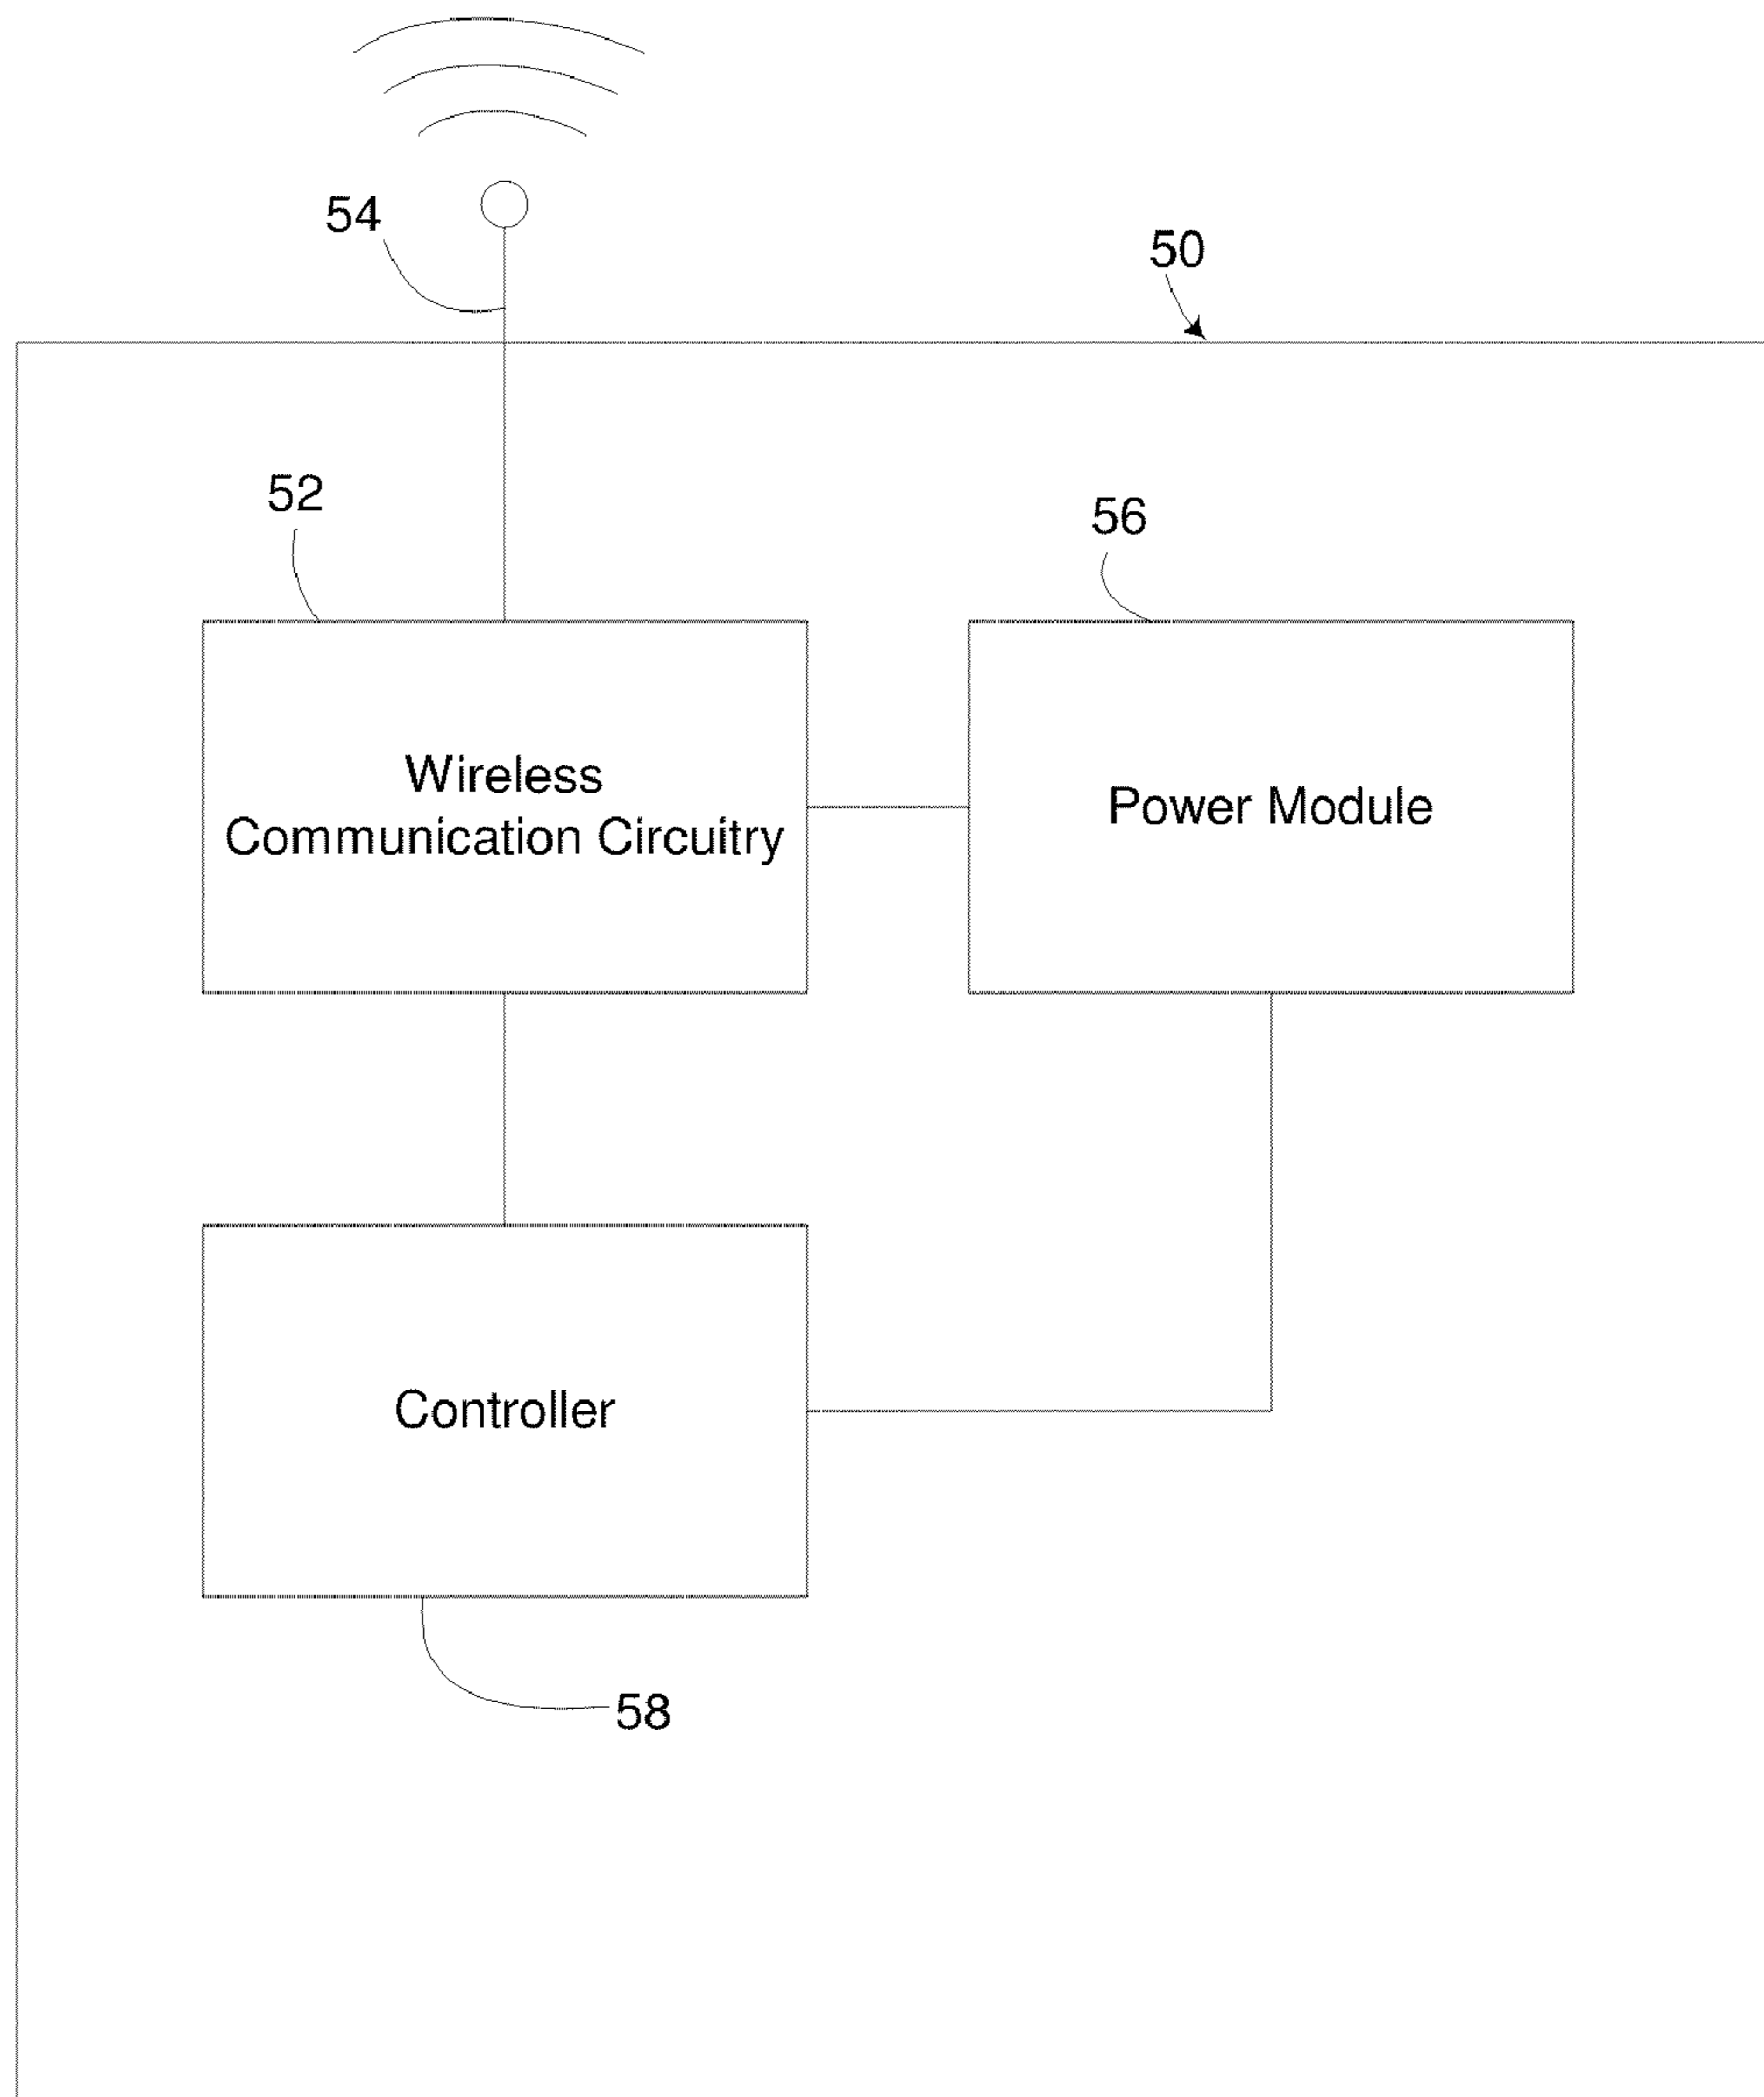 54
50
52
56
Wireless
Communication Circuitry
Power Module
Controller
58